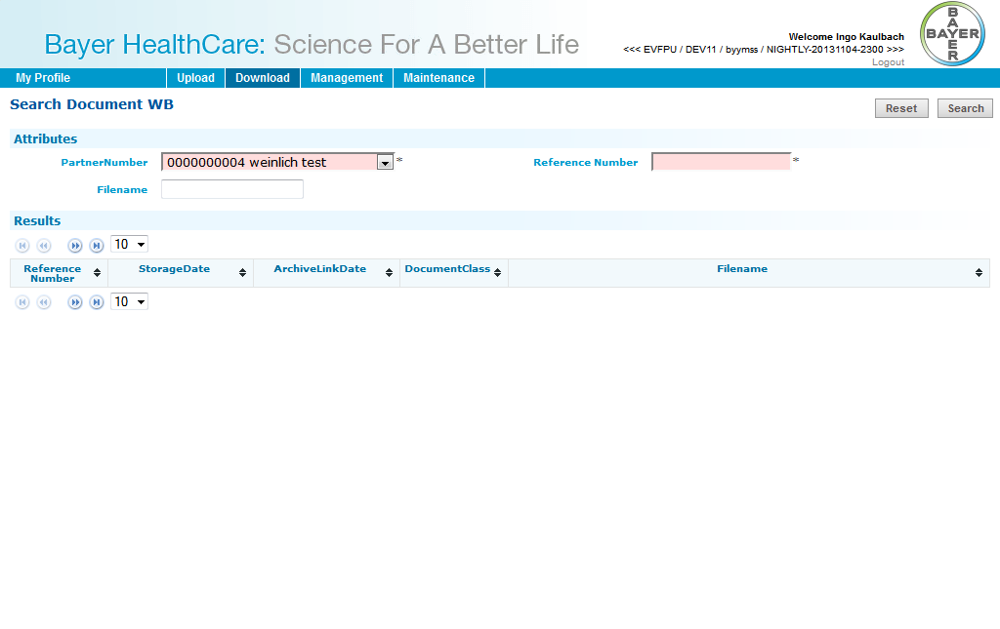 Bayer HealthCare: Science For A Better Life
Welcome Ingo Kaulbach
<<< EVFPU / DEV11 / byymss / NIGHTLY-20131104-2300 >>>
Logout
BAYER
BAYER
My Profile Upload Download Management Maintenance
Search Document WB
Reset Search
Attributes
PartnerNumber 0000000004 weinlich test * Reference Number *
Filename
Results
10
Reference Number StorageDate ArchiveLinkDate DocumentClass Filename
10